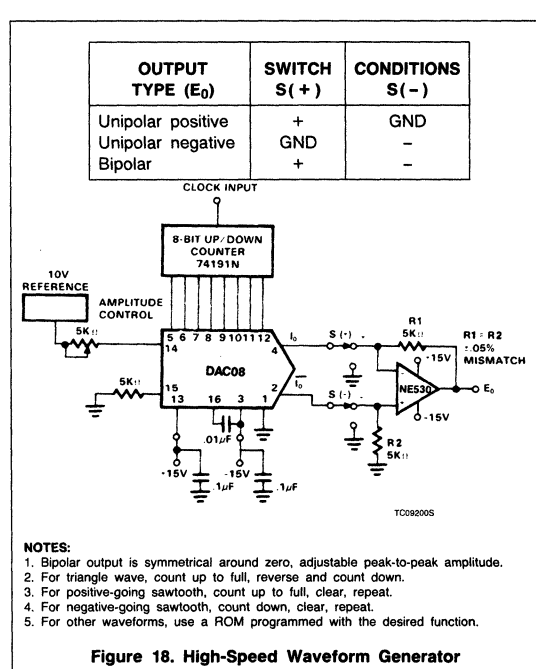 OUTPUT SWITCH CONDITIONS
TYPE (E0) S(+) S(−)
Unipolar positive + GND
Unipolar negative GND −
Bipolar + −
CLOCK INPUT
8-BIT UP/DOWN
COUNTER
74191N
10V
REFERENCE
AMPLITUDE
CONTROL
5KΩ
5 6 7 8 9 10 11 12
14
4
Io
S (+)
-
R1
5KΩ
+15V
R1 = R2
±.05%
MISMATCH
DAC08
NE530
E0
5KΩ
15
2
Io
S (-)
-
+
-15V
13 16 3 1
.01µF
R2
5KΩ
+15V
.1µF
-15V
.1µF
TC09200S
NOTES:
1. Bipolar output is symmetrical around zero, adjustable peak-to-peak amplitude.
2. For triangle wave, count up to full, reverse and count down.
3. For positive-going sawtooth, count up to full, clear, repeat.
4. For negative-going sawtooth, count down, clear, repeat.
5. For other waveforms, use a ROM programmed with the desired function.
Figure 18. High-Speed Waveform Generator